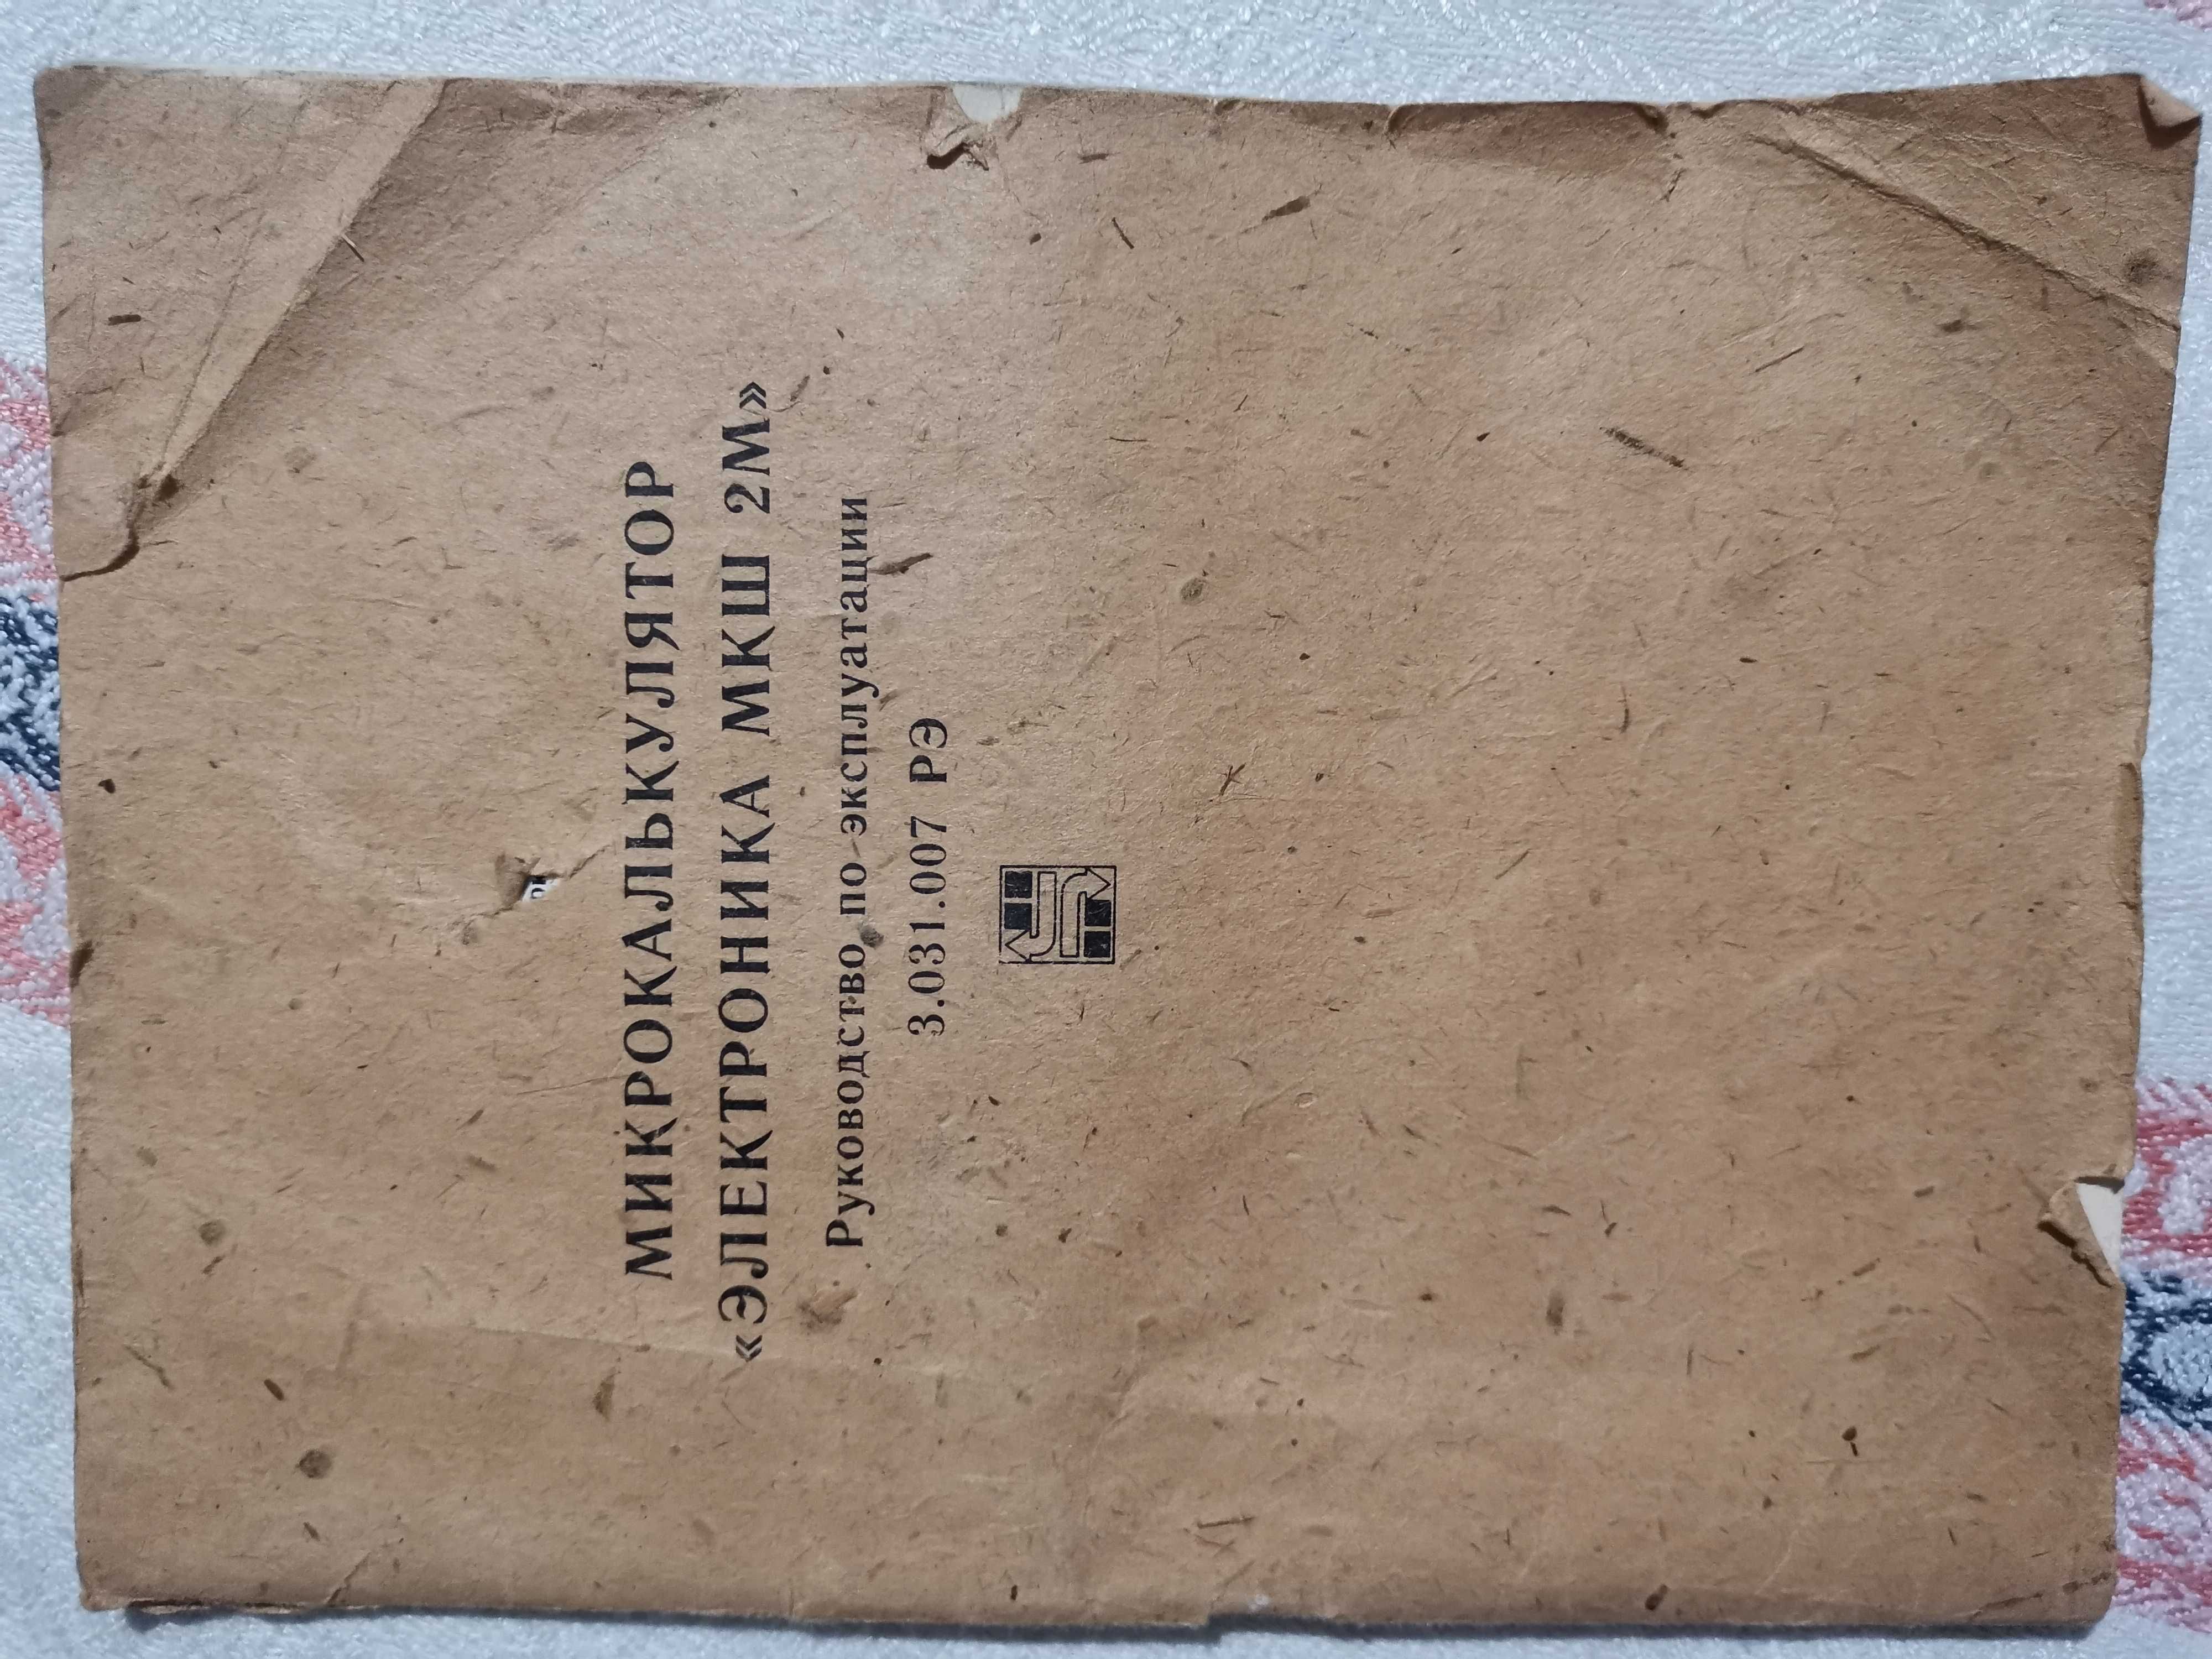 МИКРОКАЛЬКУЛЯТОР
«ЭЛЕКТРОНИКА МКШ 2М»
Руководство по эксплуатации
3.031.007 РЭ